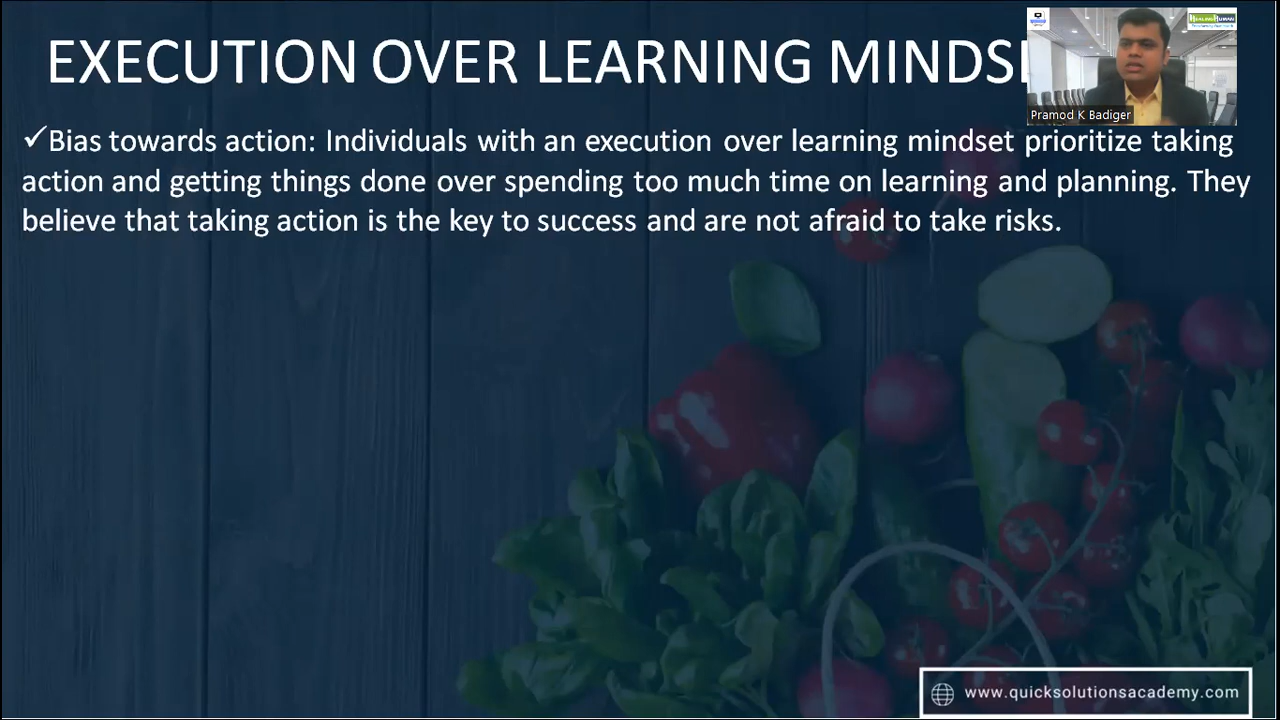 EXECUTION OVER LEARNING
Pramod K Badiger
✓Bias towards action: Individuals with an execution over learning mindset prioritize taking
action and getting things done over spending too much time on learning and planning. They
believe that taking action is the key to success and are not afraid to take risks.
www.quicksolutionsacademy.com